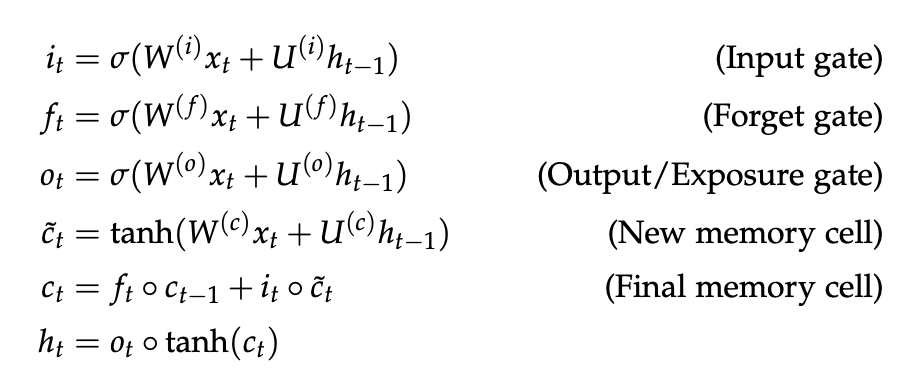 i_t = σ(W^(i)x_t + U^(i)h_{t−1}) (Input gate)
f_t = σ(W^(f)x_t + U^(f)h_{t−1}) (Forget gate)
o_t = σ(W^(o)x_t + U^(o)h_{t−1}) (Output/Exposure gate)
c̃_t = tanh(W^(c)x_t + U^(c)h_{t−1}) (New memory cell)
c_t = f_t ∘ c_{t−1} + i_t ∘ c̃_t (Final memory cell)
h_t = o_t ∘ tanh(c_t)